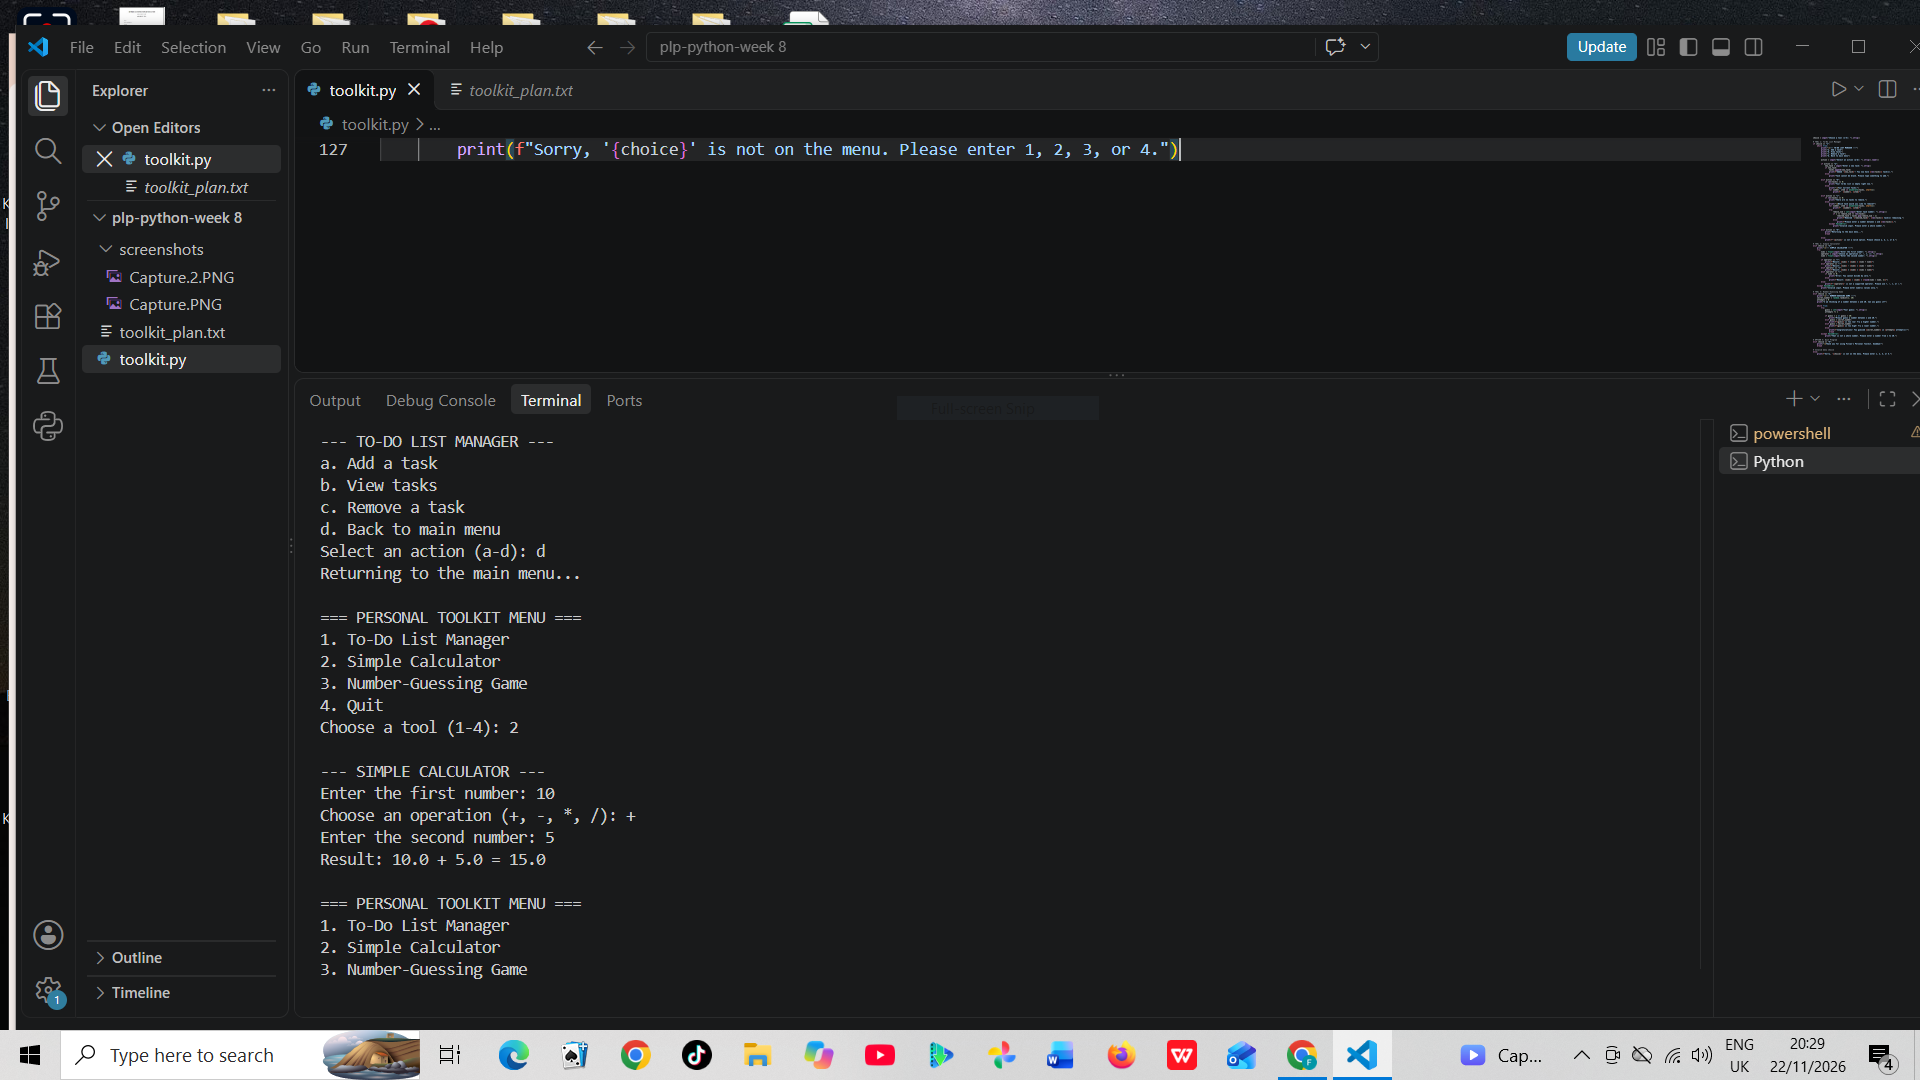 File Edit Selection View Go Run Terminal Help
plp-python-week 8
Update
Explorer
Open Editors
toolkit.py
toolkit_plan.txt
plp-python-week 8
screenshots
Capture.2.PNG
Capture.PNG
toolkit_plan.txt
toolkit.py
Outline
Timeline
1
toolkit.py
toolkit_plan.txt
toolkit.py > ...
127 print(f"Sorry, '{choice}' is not on the menu. Please enter 1, 2, 3, or 4.")
Output Debug Console Terminal Ports
Full-screen Snip
powershell
Python
--- TO-DO LIST MANAGER ---
a. Add a task
b. View tasks
c. Remove a task
d. Back to main menu
Select an action (a-d): d
Returning to the main menu...
=== PERSONAL TOOLKIT MENU ===
1. To-Do List Manager
2. Simple Calculator
3. Number-Guessing Game
4. Quit
Choose a tool (1-4): 2
--- SIMPLE CALCULATOR ---
Enter the first number: 10
Choose an operation (+, -, *, /): +
Enter the second number: 5
Result: 10.0 + 5.0 = 15.0
=== PERSONAL TOOLKIT MENU ===
1. To-Do List Manager
2. Simple Calculator
3. Number-Guessing Game
Type here to search
Cap...
ENG
UK
20:29
22/11/2026
4